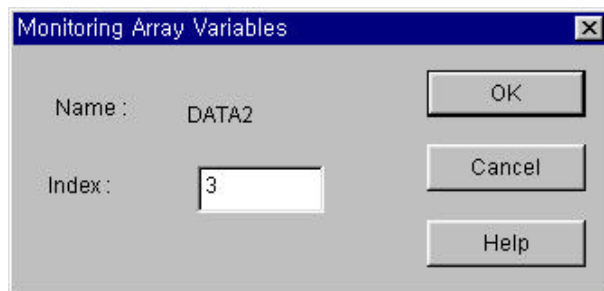 Monitoring Array Variables
Name : DATA2
OK
Index : 3
Cancel
Help